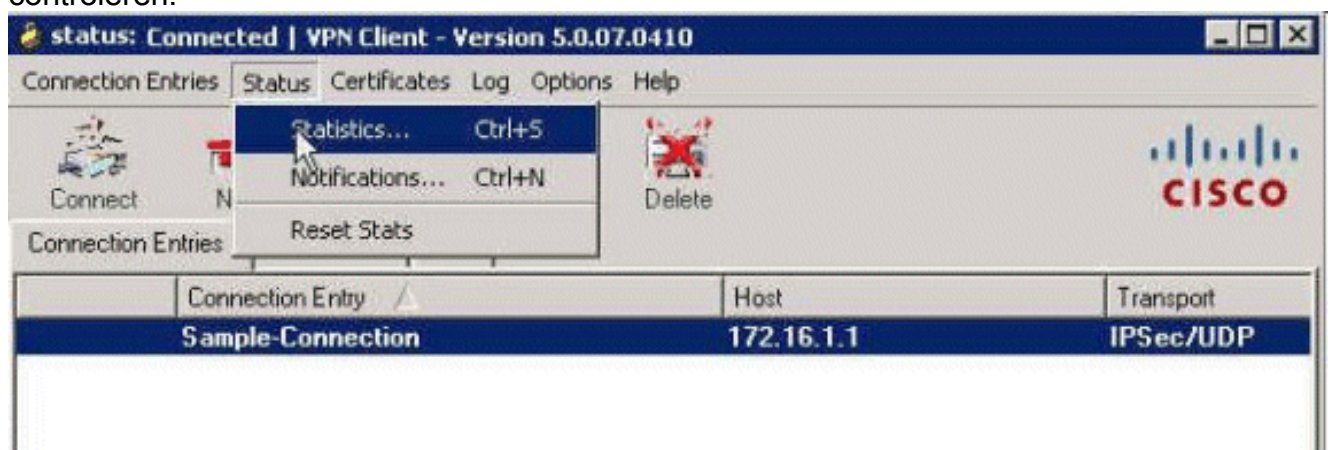 controleren.
status: Connected | VPN Client - Version 5.0.07.0410
Connection Entries Status Certificates Log Options Help
Statistics... Ctrl+S
Notifications... Ctrl+N
Reset Stats
Connect
Delete
CISCO
Connection Entries
Connection Entry Host Transport
Sample-Connection 172.16.1.1 IPSec/UDP